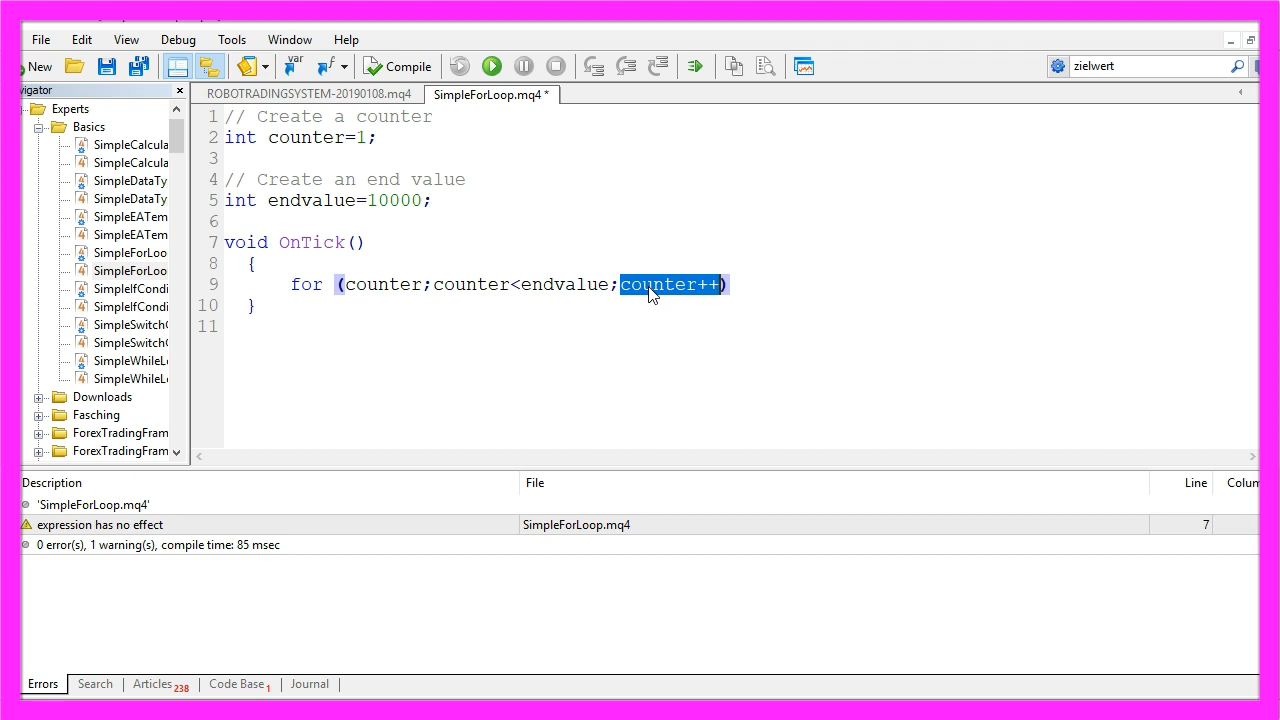 File Edit View Debug Tools Window Help
New var Compile zielwert
vigator
ROBOTRADINGSYSTEM-20190108.mq4 SimpleForLoop.mq4 *
Experts
Basics
SimpleCalcula
SimpleCalcula
SimpleDataTy
SimpleDataTy
SimpleEATem
SimpleEATem
SimpleForLoo
SimpleForLoo
SimpleIfCondi
SimpleIfCondi
SimpleSwitch
SimpleSwitch
SimpleWhileL
SimpleWhileL
Downloads
Fasching
ForexTradingFram
ForexTradingFram
1 // Create a counter
2 int counter=1;
3
4 // Create an end value
5 int endvalue=10000;
6
7 void OnTick()
8 {
9 for (counter;counter<endvalue;counter++)
10 }
11
Description File Line Colum
'SimpleForLoop.mq4'
expression has no effect SimpleForLoop.mq4 7
0 error(s), 1 warning(s), compile time: 85 msec
Errors Search Articles 238 Code Base 1 Journal